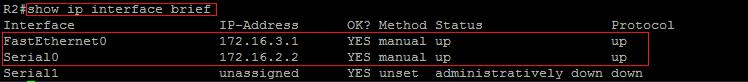 R2#show ip interface brief
Interface IP-Address OK? Method Status Protocol
FastEthernet0 172.16.3.1 YES manual up up
Serial0 172.16.2.2 YES manual up up
Serial1 unassigned YES unset administratively down down